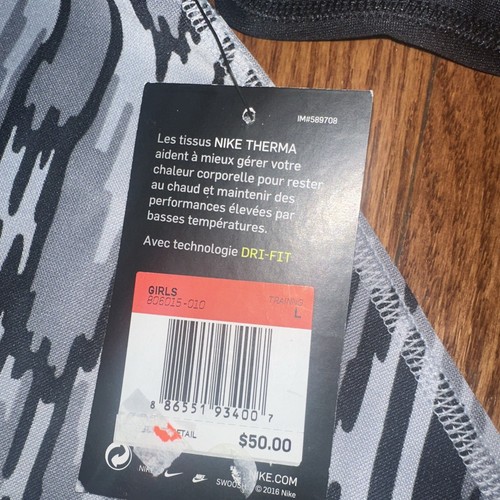 IM#589708
Les tissus NIKE THERMA
aident à mieux gérer votre
chaleur corporelle pour rester
au chaud et maintenir des
performances élevées par
basses températures.
Avec technologie DRI-FIT
GIRLS TRAINING
806015-010 L
8 86551 93400 7
$50.00
.COM
© 2016 Nike